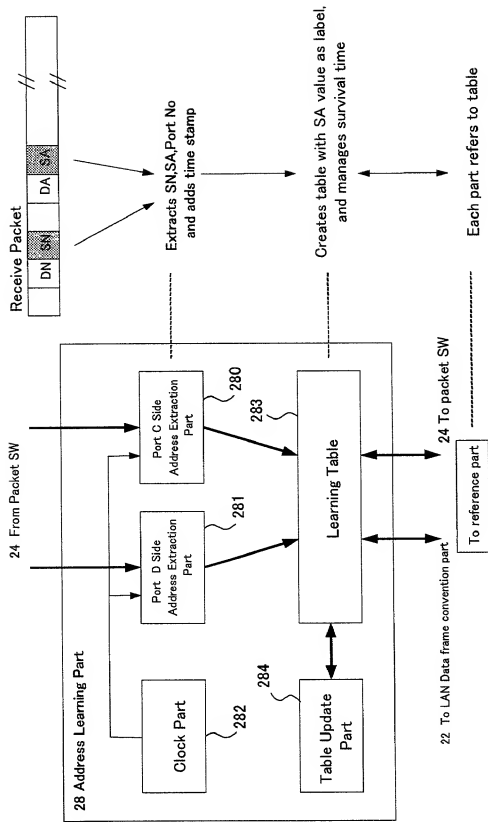 Receive Packet
DN SN DA SA
Extracts SN,SA,Port No
and adds time stamp
Creates table with SA value as label,
and manages survival time
Each part refers to table
24 From Packet SW
28 Address Learning Part
Clock Part
282
Port D Side
Address Extraction
Part
281
Port C Side
Address Extraction
Part
280
Table Update
Part
284
Learning Table
283
22 To LAN Data frame convention part
24 To packet SW
To reference part